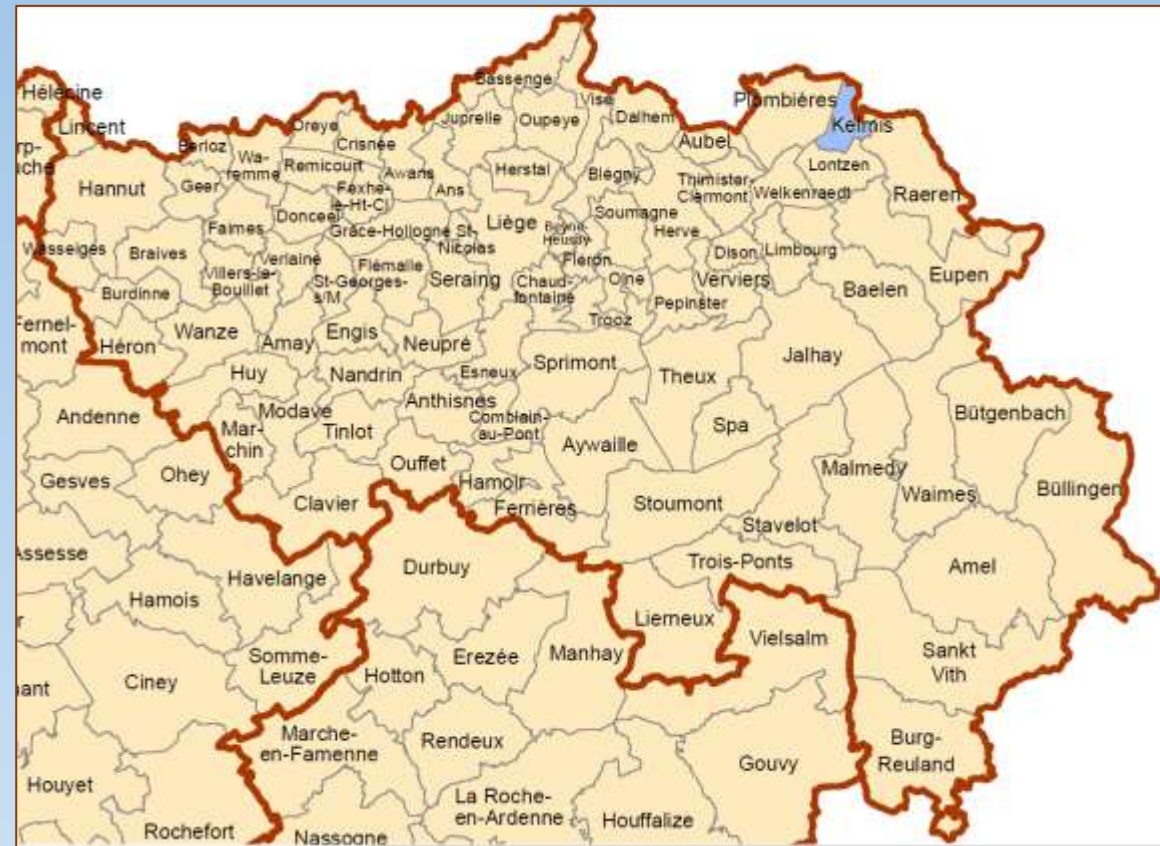 Hélécine
Lincent
Bassenge
Visé
Dalhem
Plombières
Kelmis
Juprelle
Oupeye
Oreye
Crisnée
Berloz
Wa-
remme
Remicourt
Awans
Ans
Herstal
Blégny
Aubel
Lontzen
Hannut
Geer
Fexhe-
le-Ht-Cl
Thimister-
Clermont
Welkenraedt
Raeren
Donceel
Liège
Soumagne
Faimes
Grâce-Hollogne
St-
Nicolas
Beyne-
Heusay
Herve
Wasseiges
Braives
Verlaine
Flémalle
Fléron
Dison
Limbourg
Villers-le-
Bouillet
St-Georges-
s/M
Seraing
Chaud-
fontaine
Olne
Verviers
Eupen
Burdinne
Pepinster
Baelen
Trooz
Fernel-
mont
Héron
Wanze
Amay
Engis
Neupré
Sprimont
Jalhay
Huy
Nandrin
Esneux
Theux
Andenne
Mar-
chin
Modave
Tinlot
Anthisnes
Comblain-
au-Pont
Spa
Bütgenbach
Aywaille
Gesves
Ohey
Ouffet
Hamoir
Malmedy
Waimes
Büllingen
Clavier
Ferrières
Stoumont
Stavelot
Assesse
Havelange
Durbuy
Trois-Ponts
Amel
Hamois
Lierneux
Vielsalm
Somme-
Leuze
Hotton
Erezée
Manhay
Sankt
Vith
Ciney
Marche-
en-Famenne
Rendeux
Burg-
Reuland
Houyet
Gouvy
La Roche-
en-Ardenne
Houffalize
Rochefort
Nassogne